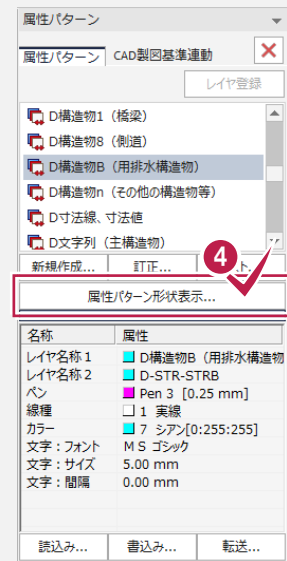 属性パターン
属性パターン CAD製図基準連動
レイヤ登録
D構造物1（橋梁）
D構造物8（側道）
D構造物B（用排水構造物）
D構造物n（その他の構造物等）
D寸法線、寸法値
D文字列（主構造物）
4
新規作成... 訂正...
属性パターン形状表示...
名称 属性
レイヤ名称1 D構造物B（用排水構造物
レイヤ名称2 D-STR-STRB
ペン Pen 3 [0.25 mm]
線種 1 実線
カラー 7 シアン[0:255:255]
文字：フォント ＭＳ ゴシック
文字：サイズ 5.00 mm
文字：間隔 0.00 mm
読込み... 書込み... 転送...